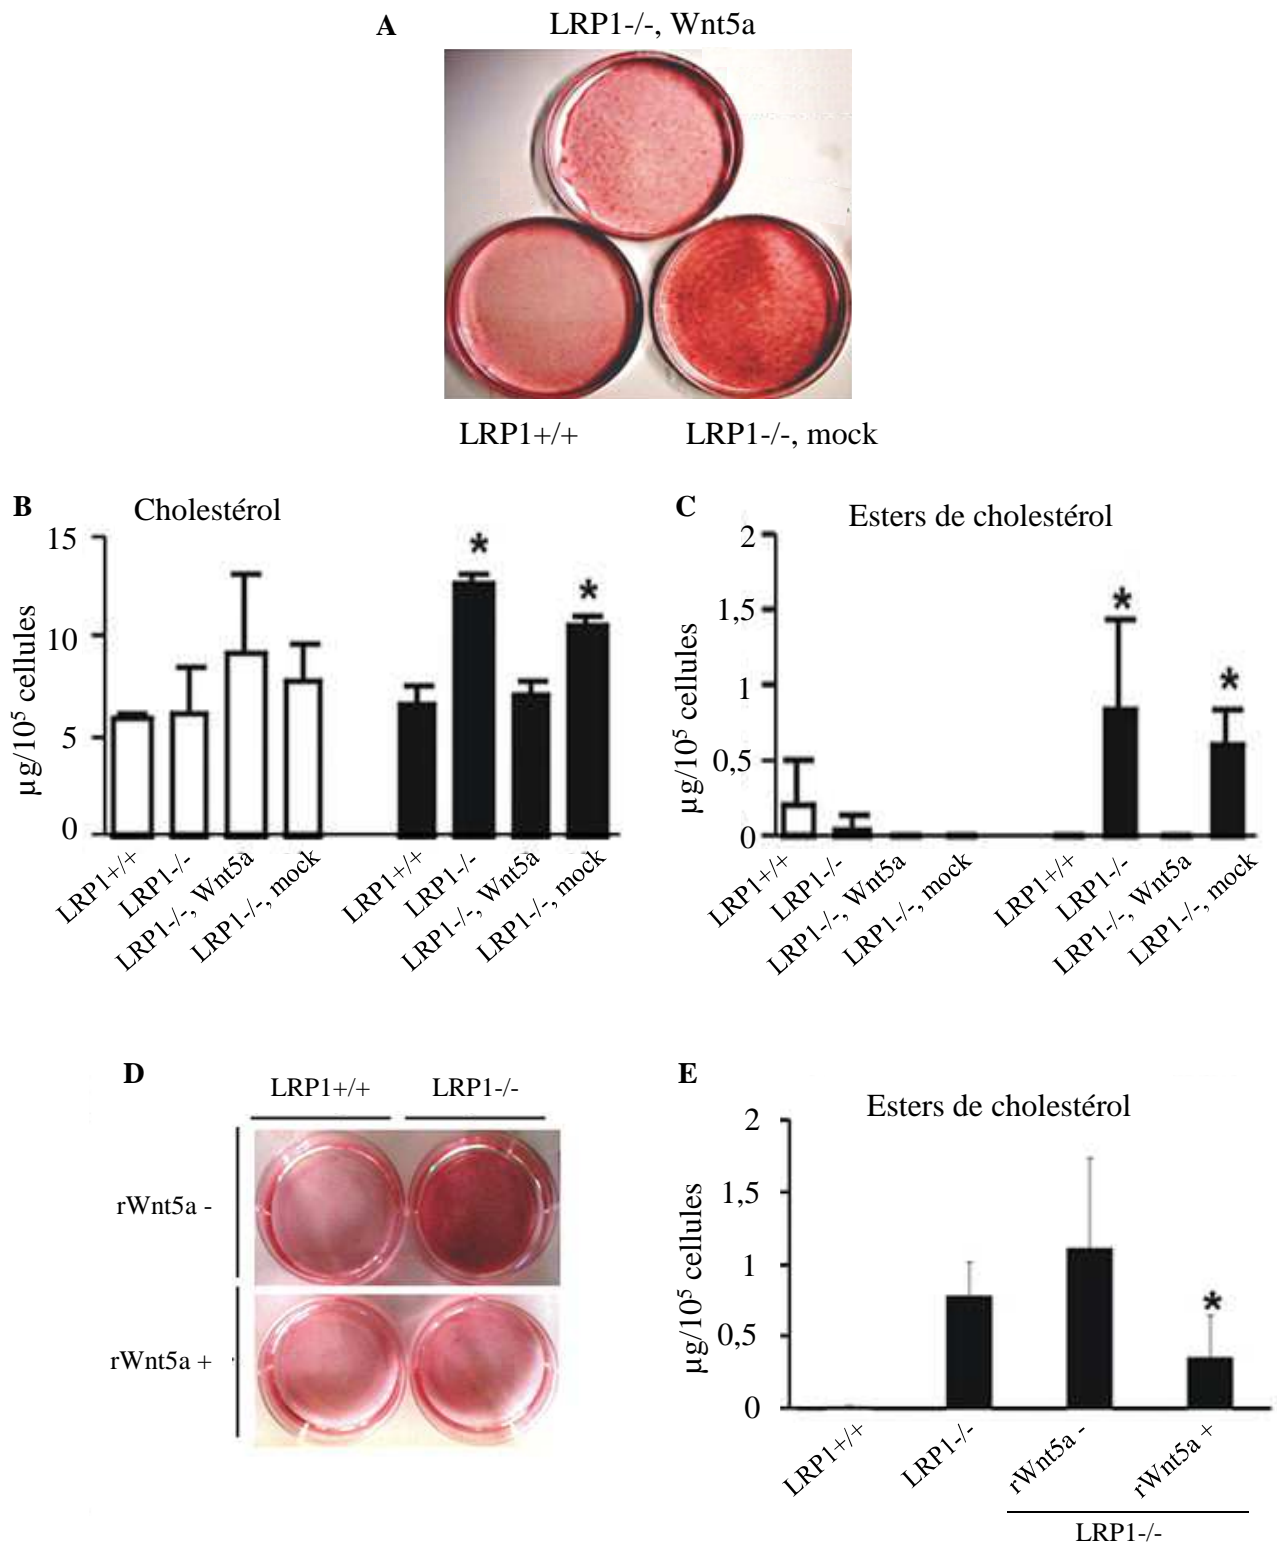 A
LRP1-/-, Wnt5a
LRP1+/+
LRP1-/-, mock
B
Cholestérol
15
10
5
0
µg/10⁵ cellules
*
*
LRP1+/+
LRP1-/-
LRP1-/-, Wnt5a
LRP1-/-, mock
LRP1+/+
LRP1-/-
LRP1-/-, Wnt5a
LRP1-/-, mock
C
Esters de cholestérol
2
1,5
1
0,5
0
µg/10⁵ cellules
*
*
LRP1+/+
LRP1-/-
LRP1-/-, Wnt5a
LRP1-/-, mock
LRP1+/+
LRP1-/-
LRP1-/-, Wnt5a
LRP1-/-, mock
D
LRP1+/+
LRP1-/-
rWnt5a -
rWnt5a +
E
Esters de cholestérol
2
1,5
1
0,5
0
µg/10⁵ cellules
*
LRP1+/+
LRP1-/-
rWnt5a -
rWnt5a +
LRP1-/-